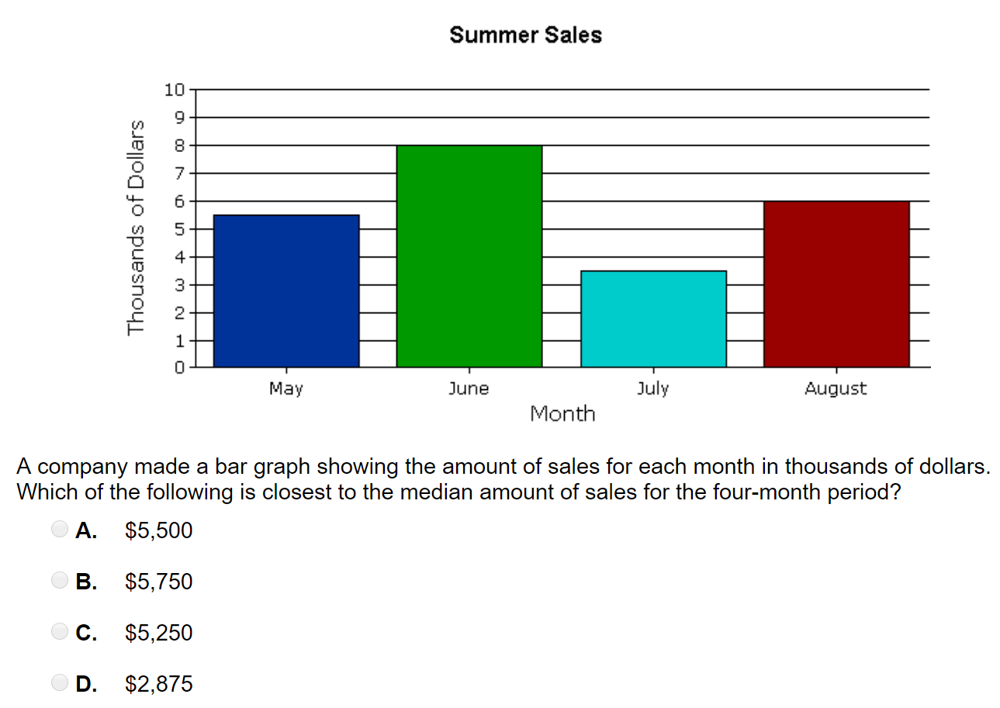 Summer Sales
10
9
8
7
6
5
4
3
2
1
0
Thousands of Dollars
May June July August
Month
A company made a bar graph showing the amount of sales for each month in thousands of dollars.
Which of the following is closest to the median amount of sales for the four-month period?
A. $5,500
B. $5,750
C. $5,250
D. $2,875